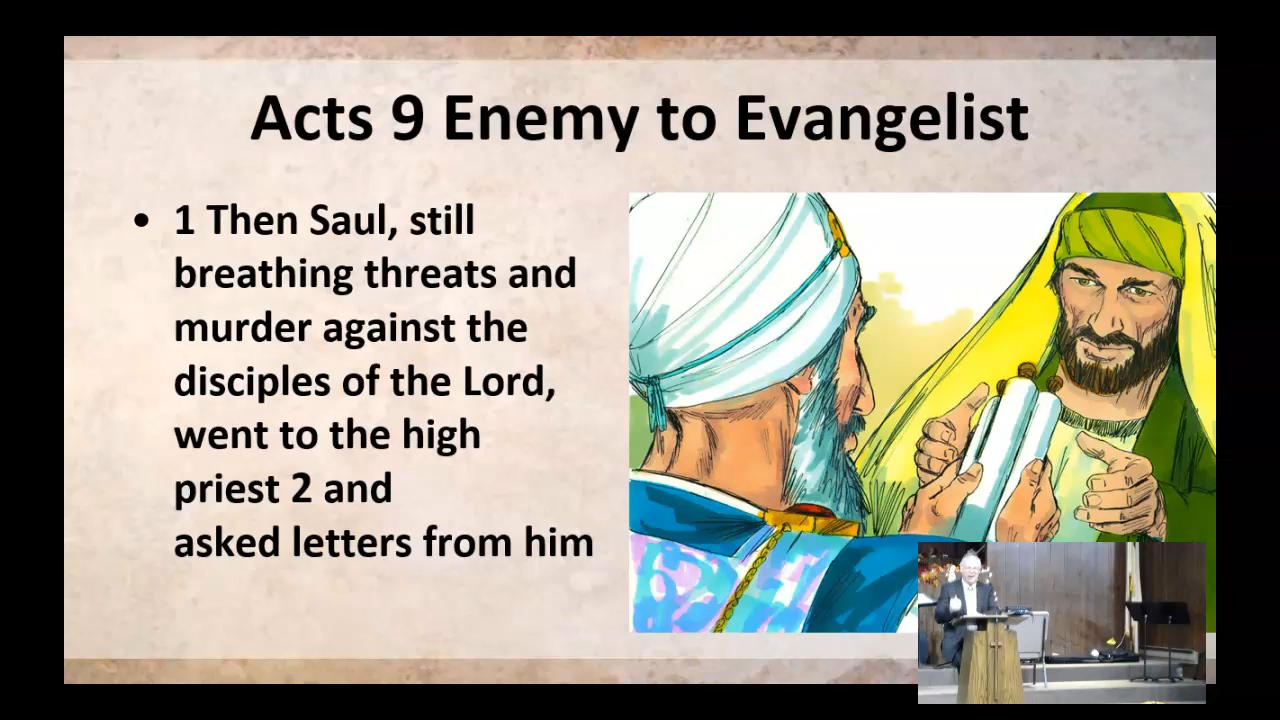 Acts 9 Enemy to Evangelist
• 1 Then Saul, still
breathing threats and
murder against the
disciples of the Lord,
went to the high
priest 2 and
asked letters from him